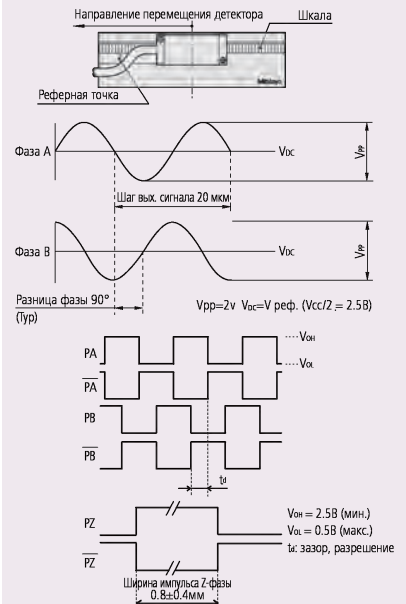 Направление перемещения детектора
Шкала
Реферная точка
Фаза A
VDC
VPP
Шаг вых. сигнала 20 мкм
Фаза B
VDC
VPP
Разница фазы 90°
(Typ)
Vpp=2v VDC=V реф. (Vcc/2 = 2.5В)
PA
VOH
VOL
PA
PB
PB
td
PZ
PZ
VOH = 2.5В (мин.)
VOL = 0.5В (макс.)
td: зазор, разрешение
Ширина импульса Z-фазы
0.8±0.4мм